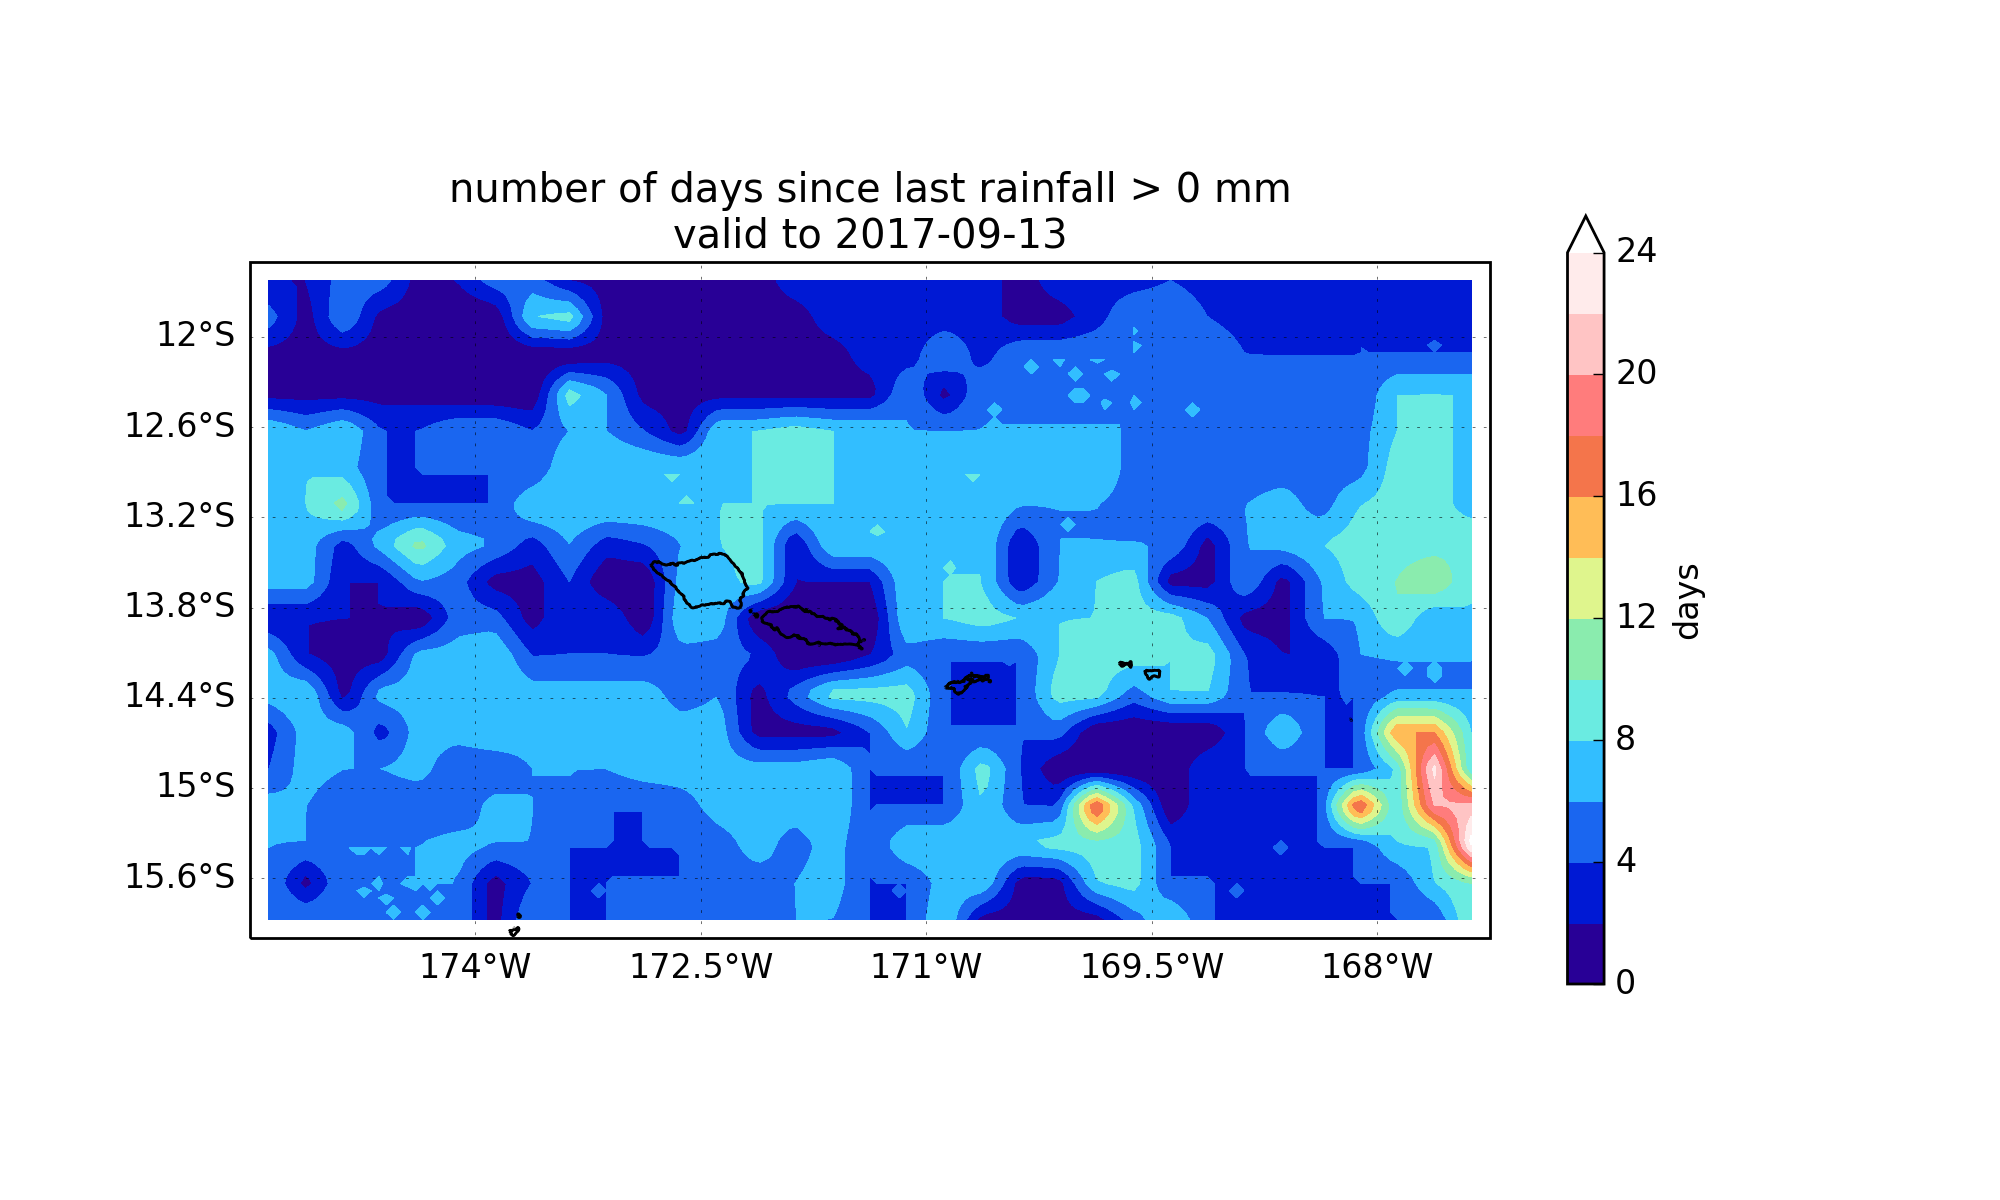 number of days since last rainfall > 0 mm
valid to 2017-09-13
12°S
12.6°S
13.2°S
13.8°S
14.4°S
15°S
15.6°S
174°W
172.5°W
171°W
169.5°W
168°W
24
20
16
12
8
4
0
days